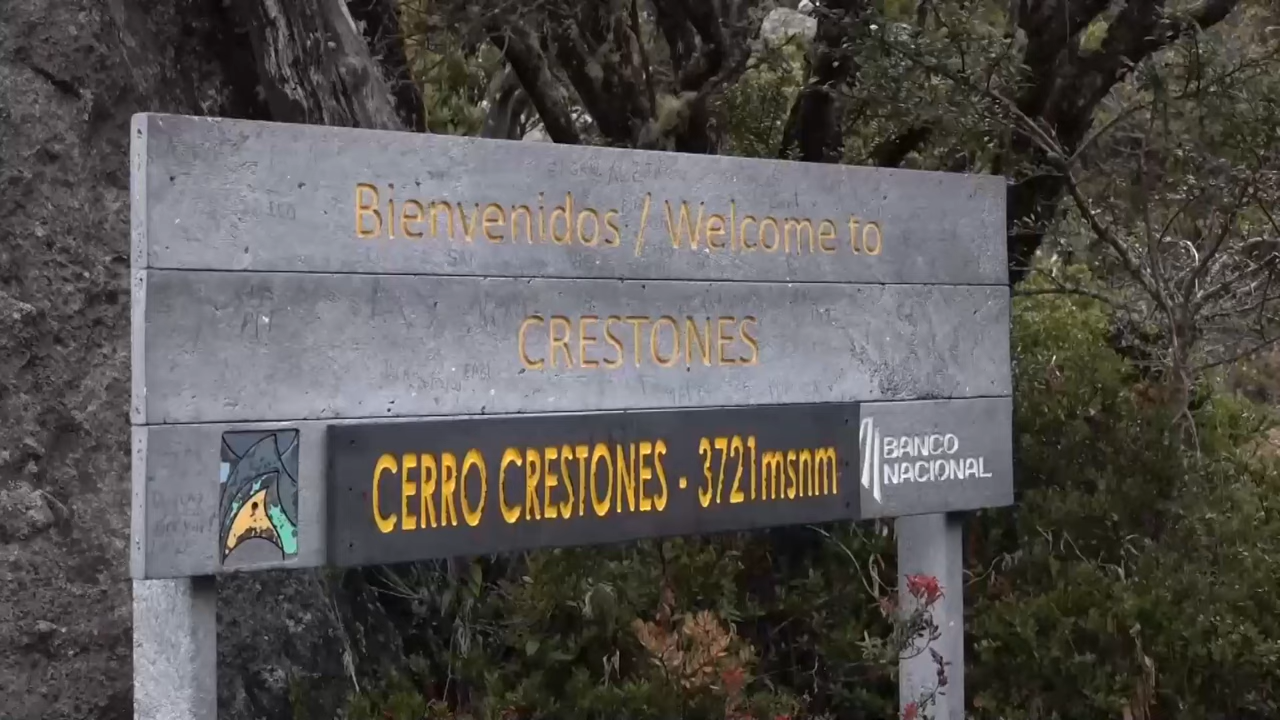 Bienvenidos / Welcome to
CRESTONES
CERRO CRESTONES - 3721msnm
BANCO
NACIONAL